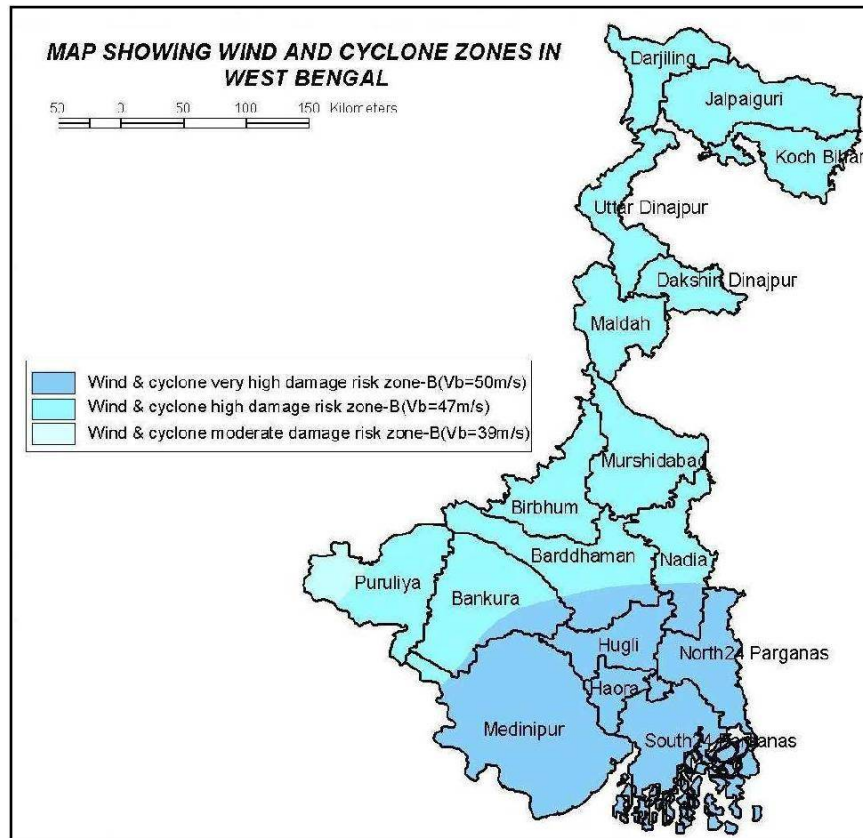 MAP SHOWING WIND AND CYCLONE ZONES IN
WEST BENGAL
50 0 50 100 150 Kilometers
Darjiling
Jalpaiguri
Koch Bihar
Uttar Dinajpur
Dakshin Dinajpur
Maldah
Wind & cyclone very high damage risk zone-B(Vb=50m/s)
Wind & cyclone high damage risk zone-B(Vb=47m/s)
Wind & cyclone moderate damage risk zone-B(Vb=39m/s)
Murshidabad
Birbhum
Barddhaman
Nadia
Puruliya
Bankura
Hugli
North24 Parganas
Haora
Medinipur
South24 Parganas